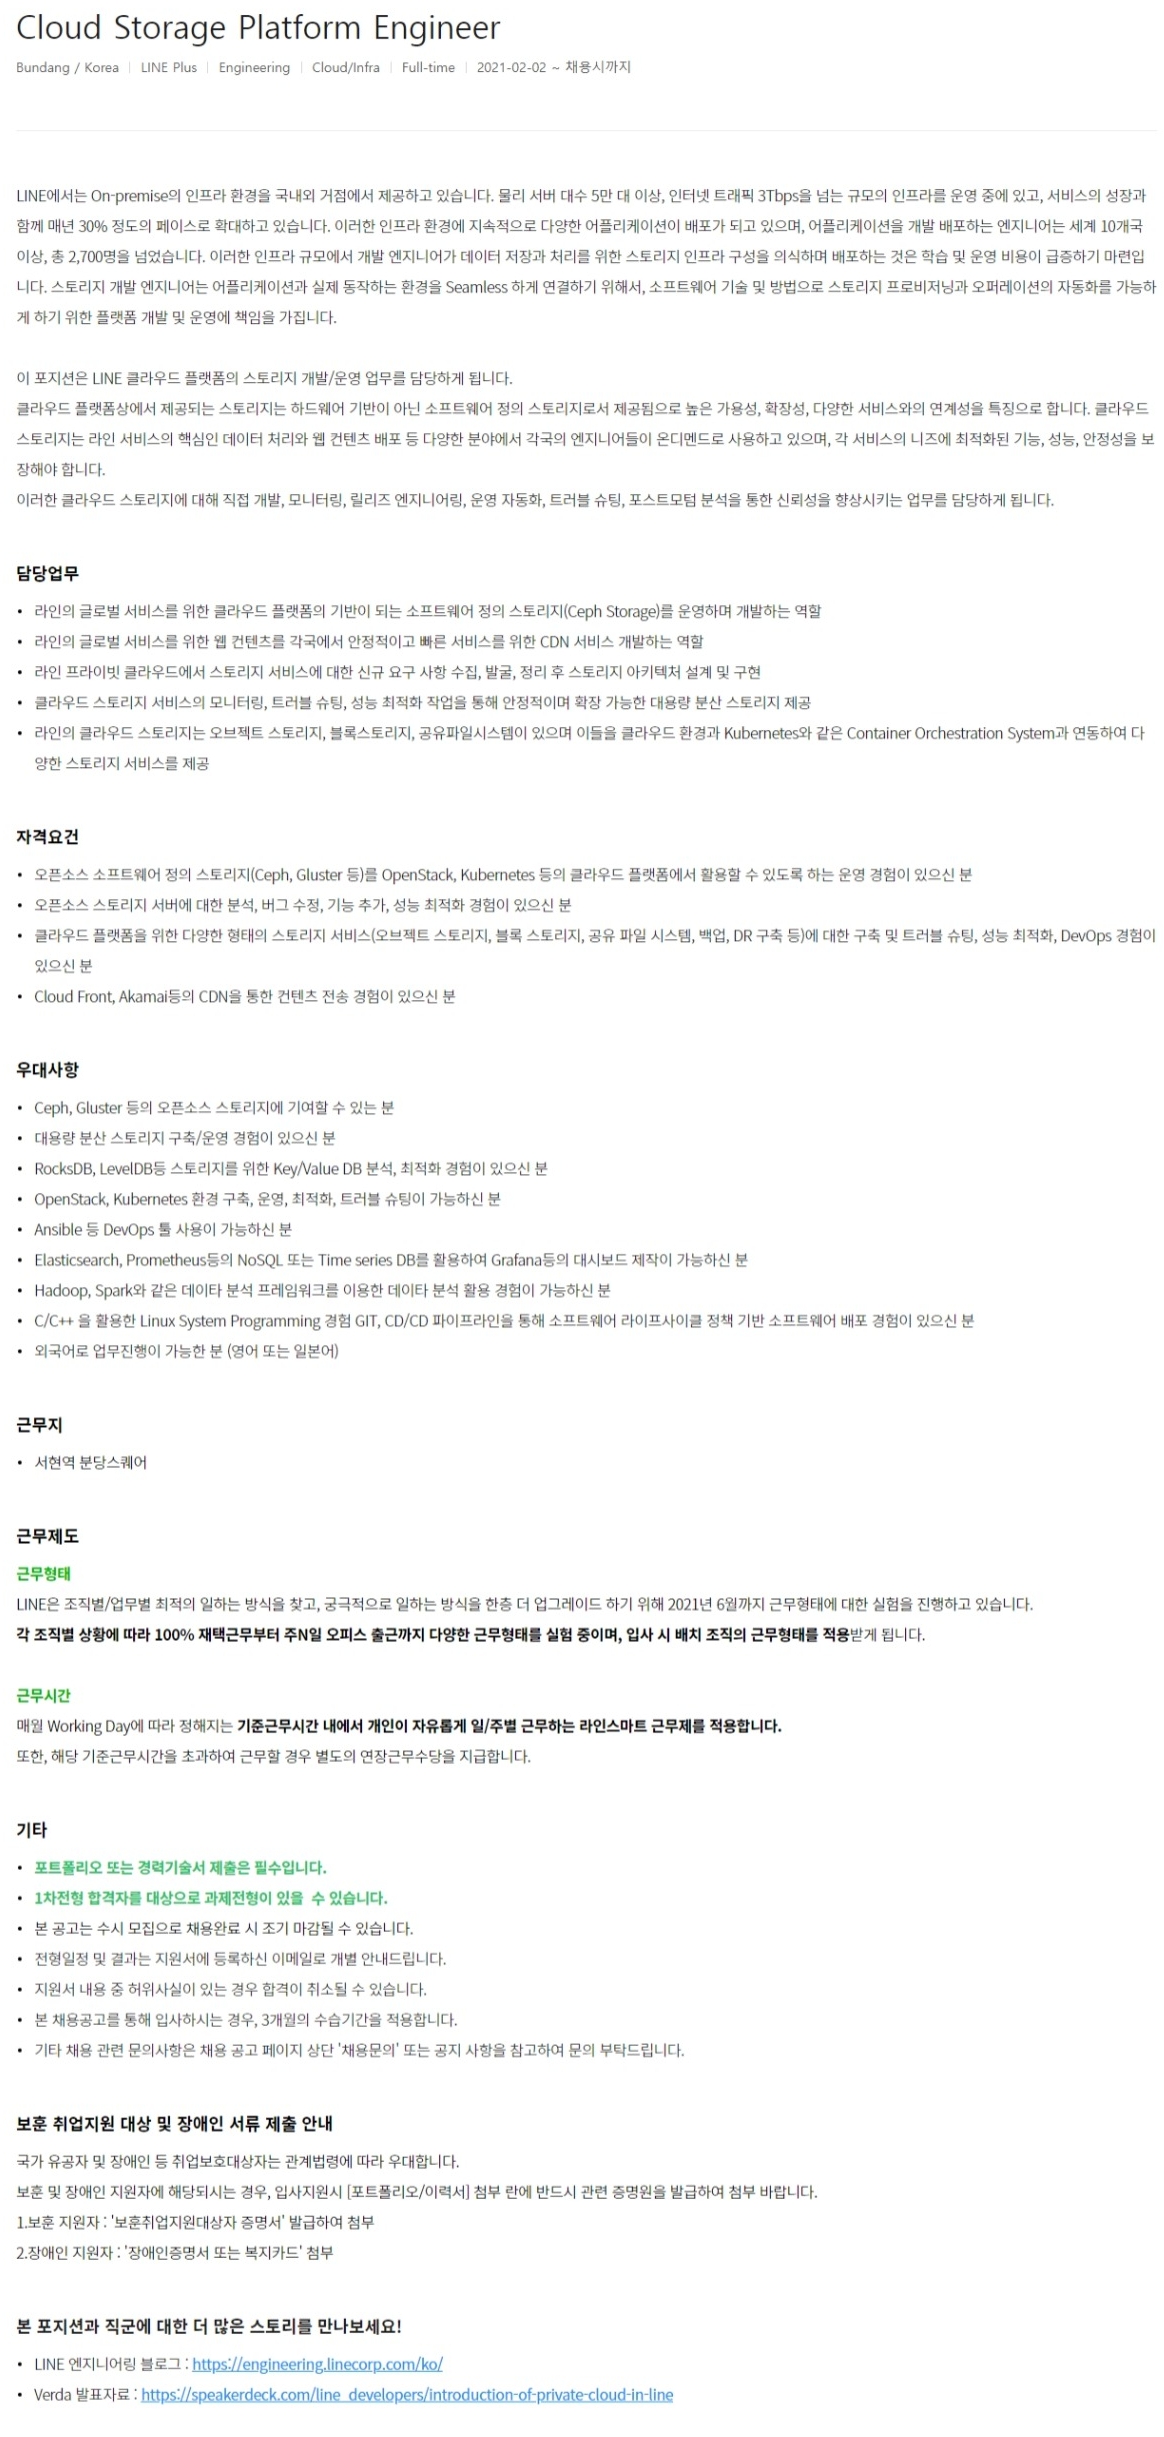 Cloud Storage Platform Engineer
Bundang / Korea | LINE Plus | Engineering | Cloud/Infra | Full-time | 2021-02-02 ~ 채용시까지
LINE에서는 On-premise의 인프라 환경을 국내외 거점에서 제공하고 있습니다. 물리 서버 대수 5만 대 이상, 인터넷 트래픽 3Tbps을 넘는 규모의 인프라를 운영 중에 있고, 서비스의 성장과
함께 매년 30% 정도의 페이스로 확대하고 있습니다. 이러한 인프라 환경에 지속적으로 다양한 어플리케이션이 배포가 되고 있으며, 어플리케이션을 개발 배포하는 엔지니어는 세계 10개국
이상, 총 2,700명을 넘었습니다. 이러한 인프라 규모에서 개발 엔지니어가 데이터 저장과 처리를 위한 스토리지 인프라 구성을 의식하며 배포하는 것은 학습 및 운영 비용이 급증하기 마련입
니다. 스토리지 개발 엔지니어는 어플리케이션과 실제 동작하는 환경을 Seamless 하게 연결하기 위해서, 소프트웨어 기술 및 방법으로 스토리지 프로비저닝과 오퍼레이션의 자동화를 가능하
게 하기 위한 플랫폼 개발 및 운영에 책임을 가집니다.
이 포지션은 LINE 클라우드 플랫폼의 스토리지 개발/운영 업무를 담당하게 됩니다.
클라우드 플랫폼상에서 제공되는 스토리지는 하드웨어 기반이 아닌 소프트웨어 정의 스토리지로서 제공됨으로 높은 가용성, 확장성, 다양한 서비스와의 연계성을 특징으로 합니다. 클라우드
스토리지는 라인 서비스의 핵심인 데이터 처리와 웹 컨텐츠 배포 등 다양한 분야에서 각국의 엔지니어들이 온디멘드로 사용하고 있으며, 각 서비스의 니즈에 최적화된 기능, 성능, 안정성을 보
장해야 합니다.
이러한 클라우드 스토리지에 대해 직접 개발, 모니터링, 릴리즈 엔지니어링, 운영 자동화, 트러블 슈팅, 포스트모텀 분석을 통한 신뢰성을 향상시키는 업무를 담당하게 됩니다.
담당업무
• 라인의 글로벌 서비스를 위한 클라우드 플랫폼의 기반이 되는 소프트웨어 정의 스토리지(Ceph Storage)를 운영하며 개발하는 역할
• 라인의 글로벌 서비스를 위한 웹 컨텐츠를 각국에서 안정적이고 빠른 서비스를 위한 CDN 서비스 개발하는 역할
• 라인 프라이빗 클라우드에서 스토리지 서비스에 대한 신규 요구 사항 수집, 발굴, 정리 후 스토리지 아키텍처 설계 및 구현
• 클라우드 스토리지 서비스의 모니터링, 트러블 슈팅, 성능 최적화 작업을 통해 안정적이며 확장 가능한 대용량 분산 스토리지 제공
• 라인의 클라우드 스토리지는 오브젝트 스토리지, 블록스토리지, 공유파일시스템이 있으며 이들을 클라우드 환경과 Kubernetes와 같은 Container Orchestration System과 연동하여 다
양한 스토리지 서비스를 제공
자격요건
• 오픈소스 소프트웨어 정의 스토리지(Ceph, Gluster 등)를 OpenStack, Kubernetes 등의 클라우드 플랫폼에서 활용할 수 있도록 하는 운영 경험이 있으신 분
• 오픈소스 스토리지 서버에 대한 분석, 버그 수정, 기능 추가, 성능 최적화 경험이 있으신 분
• 클라우드 플랫폼을 위한 다양한 형태의 스토리지 서비스(오브젝트 스토리지, 블록 스토리지, 공유 파일 시스템, 백업, DR 구축 등)에 대한 구축 및 트러블 슈팅, 성능 최적화, DevOps 경험이
있으신 분
• Cloud Front, Akamai등의 CDN을 통한 컨텐츠 전송 경험이 있으신 분
우대사항
• Ceph, Gluster 등의 오픈소스 스토리지에 기여할 수 있는 분
• 대용량 분산 스토리지 구축/운영 경험이 있으신 분
• RocksDB, LevelDB등 스토리지를 위한 Key/Value DB 분석, 최적화 경험이 있으신 분
• OpenStack, Kubernetes 환경 구축, 운영, 최적화, 트러블 슈팅이 가능하신 분
• Ansible 등 DevOps 툴 사용이 가능하신 분
• Elasticsearch, Prometheus등의 NoSQL 또는 Time series DB를 활용하여 Grafana등의 대시보드 제작이 가능하신 분
• Hadoop, Spark와 같은 데이타 분석 프레임워크를 이용한 데이타 분석 활용 경험이 가능하신 분
• C/C++ 을 활용한 Linux System Programming 경험 GIT, CD/CD 파이프라인을 통해 소프트웨어 라이프사이클 정책 기반 소프트웨어 배포 경험이 있으신 분
• 외국어로 업무진행이 가능한 분 (영어 또는 일본어)
근무지
• 서현역 분당스퀘어
근무제도
근무형태
LINE은 조직별/업무별 최적의 일하는 방식을 찾고, 궁극적으로 일하는 방식을 한층 더 업그레이드 하기 위해 2021년 6월까지 근무형태에 대한 실험을 진행하고 있습니다.
각 조직별 상황에 따라 100% 재택근무부터 주N일 오피스 출근까지 다양한 근무형태를 실험 중이며, 입사 시 배치 조직의 근무형태를 적용받게 됩니다.
근무시간
매월 Working Day에 따라 정해지는 기준근무시간 내에서 개인이 자유롭게 일/주별 근무하는 라인스마트 근무제를 적용합니다.
또한, 해당 기준근무시간을 초과하여 근무할 경우 별도의 연장근무수당을 지급합니다.
기타
• 포트폴리오 또는 경력기술서 제출은 필수입니다.
• 1차전형 합격자를 대상으로 과제전형이 있을 수 있습니다.
• 본 공고는 수시 모집으로 채용완료 시 조기 마감될 수 있습니다.
• 전형일정 및 결과는 지원서에 등록하신 이메일로 개별 안내드립니다.
• 지원서 내용 중 허위사실이 있는 경우 합격이 취소될 수 있습니다.
• 본 채용공고를 통해 입사하시는 경우, 3개월의 수습기간을 적용합니다.
• 기타 채용 관련 문의사항은 채용 공고 페이지 상단 '채용문의' 또는 공지 사항을 참고하여 문의 부탁드립니다.
보훈 취업지원 대상 및 장애인 서류 제출 안내
국가 유공자 및 장애인 등 취업보호대상자는 관계법령에 따라 우대합니다.
보훈 및 장애인 지원자에 해당되시는 경우, 입사지원시 [포트폴리오/이력서] 첨부 란에 반드시 관련 증명원을 발급하여 첨부 바랍니다.
1.보훈 지원자 : '보훈취업지원대상자 증명서' 발급하여 첨부
2.장애인 지원자 : '장애인증명서 또는 복지카드' 첨부
본 포지션과 직군에 대한 더 많은 스토리를 만나보세요!
• LINE 엔지니어링 블로그 : https://engineering.linecorp.com/ko/
• Verda 발표자료 : https://speakerdeck.com/line_developers/introduction-of-private-cloud-in-line